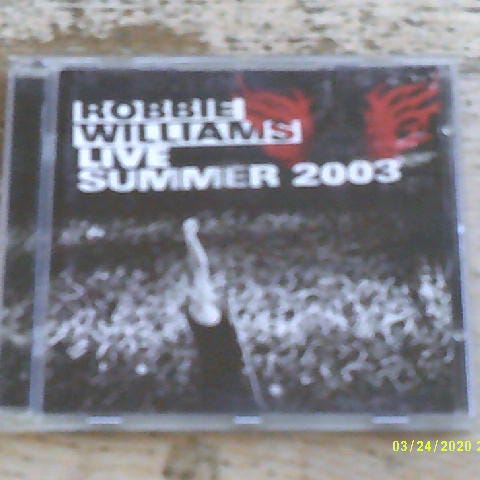 ROBBIE
WILLIAMS
LIVE
SUMMER 2003
03/24/2020